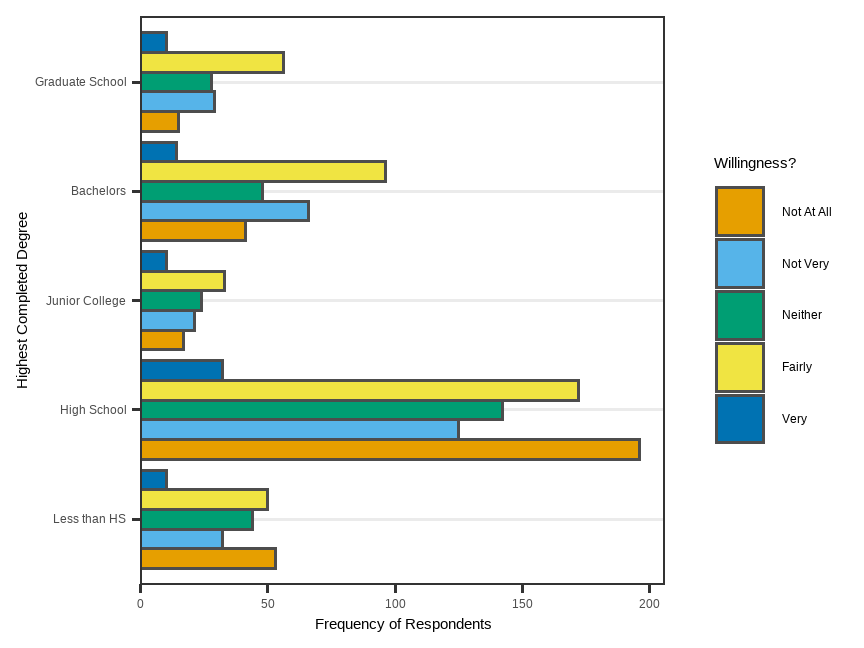 Highest Completed Degree
Graduate School
Bachelors
Junior College
High School
Less than HS
0 50 100 150 200
Frequency of Respondents
Willingness?
Not At All
Not Very
Neither
Fairly
Very